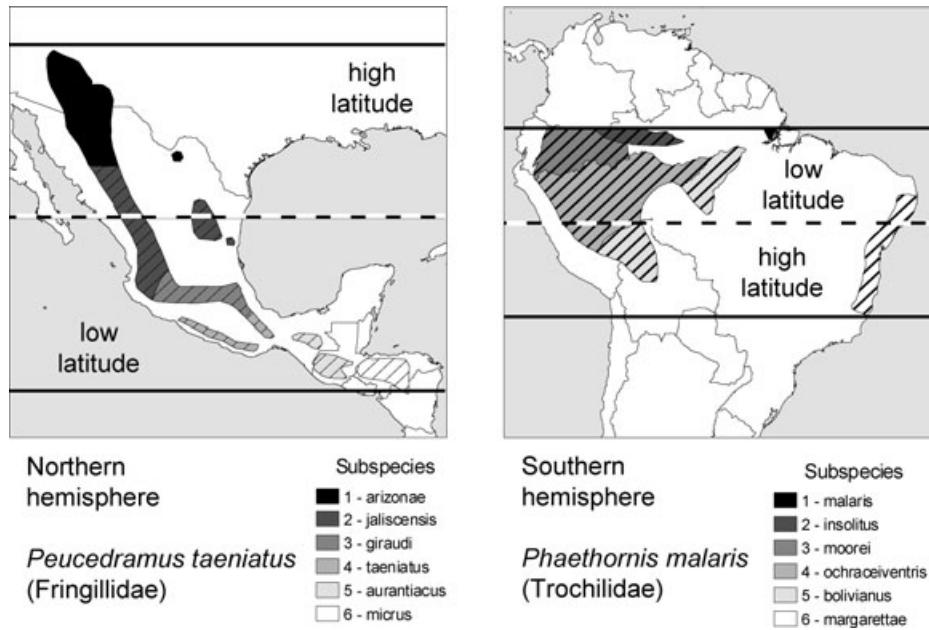 high
latitude
low
latitude
Northern
hemisphere
Peucedramus taeniatus
(Fringillidae)
Subspecies
1 - arizonae
2 - jaliscensis
3 - giraudi
4 - taeniatus
5 - aurantiacus
6 - micrus
low
latitude
high
latitude
Southern
hemisphere
Phaethornis malaris
(Trochilidae)
Subspecies
1 - malaris
2 - insolitus
3 - moorei
4 - ochraceiventris
5 - bolivianus
6 - margarettae